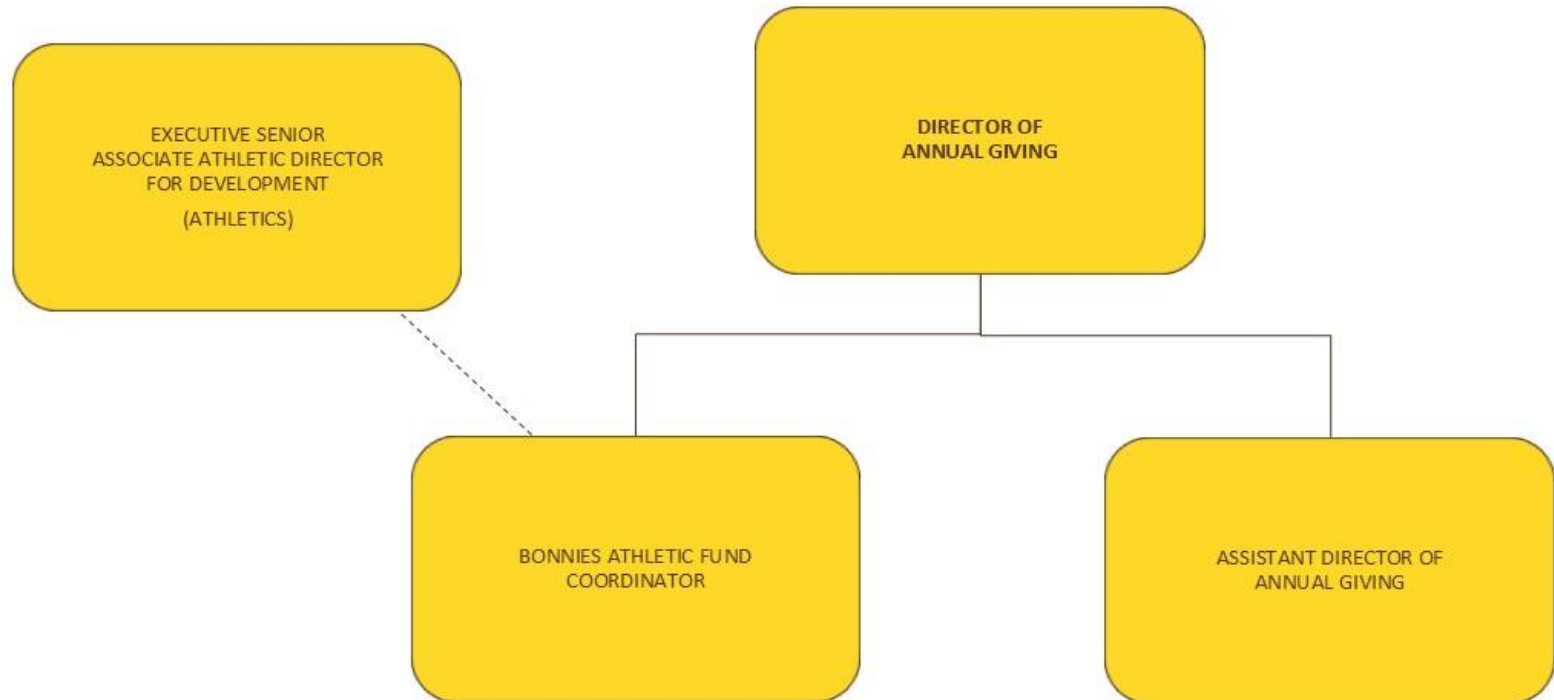 EXECUTIVE SENIOR
ASSOCIATE ATHLETIC DIRECTOR
FOR DEVELOPMENT
(ATHLETICS)
DIRECTOR OF
ANNUAL GIVING
BONNIES ATHLETIC FUND
COORDINATOR
ASSISTANT DIRECTOR OF
ANNUAL GIVING